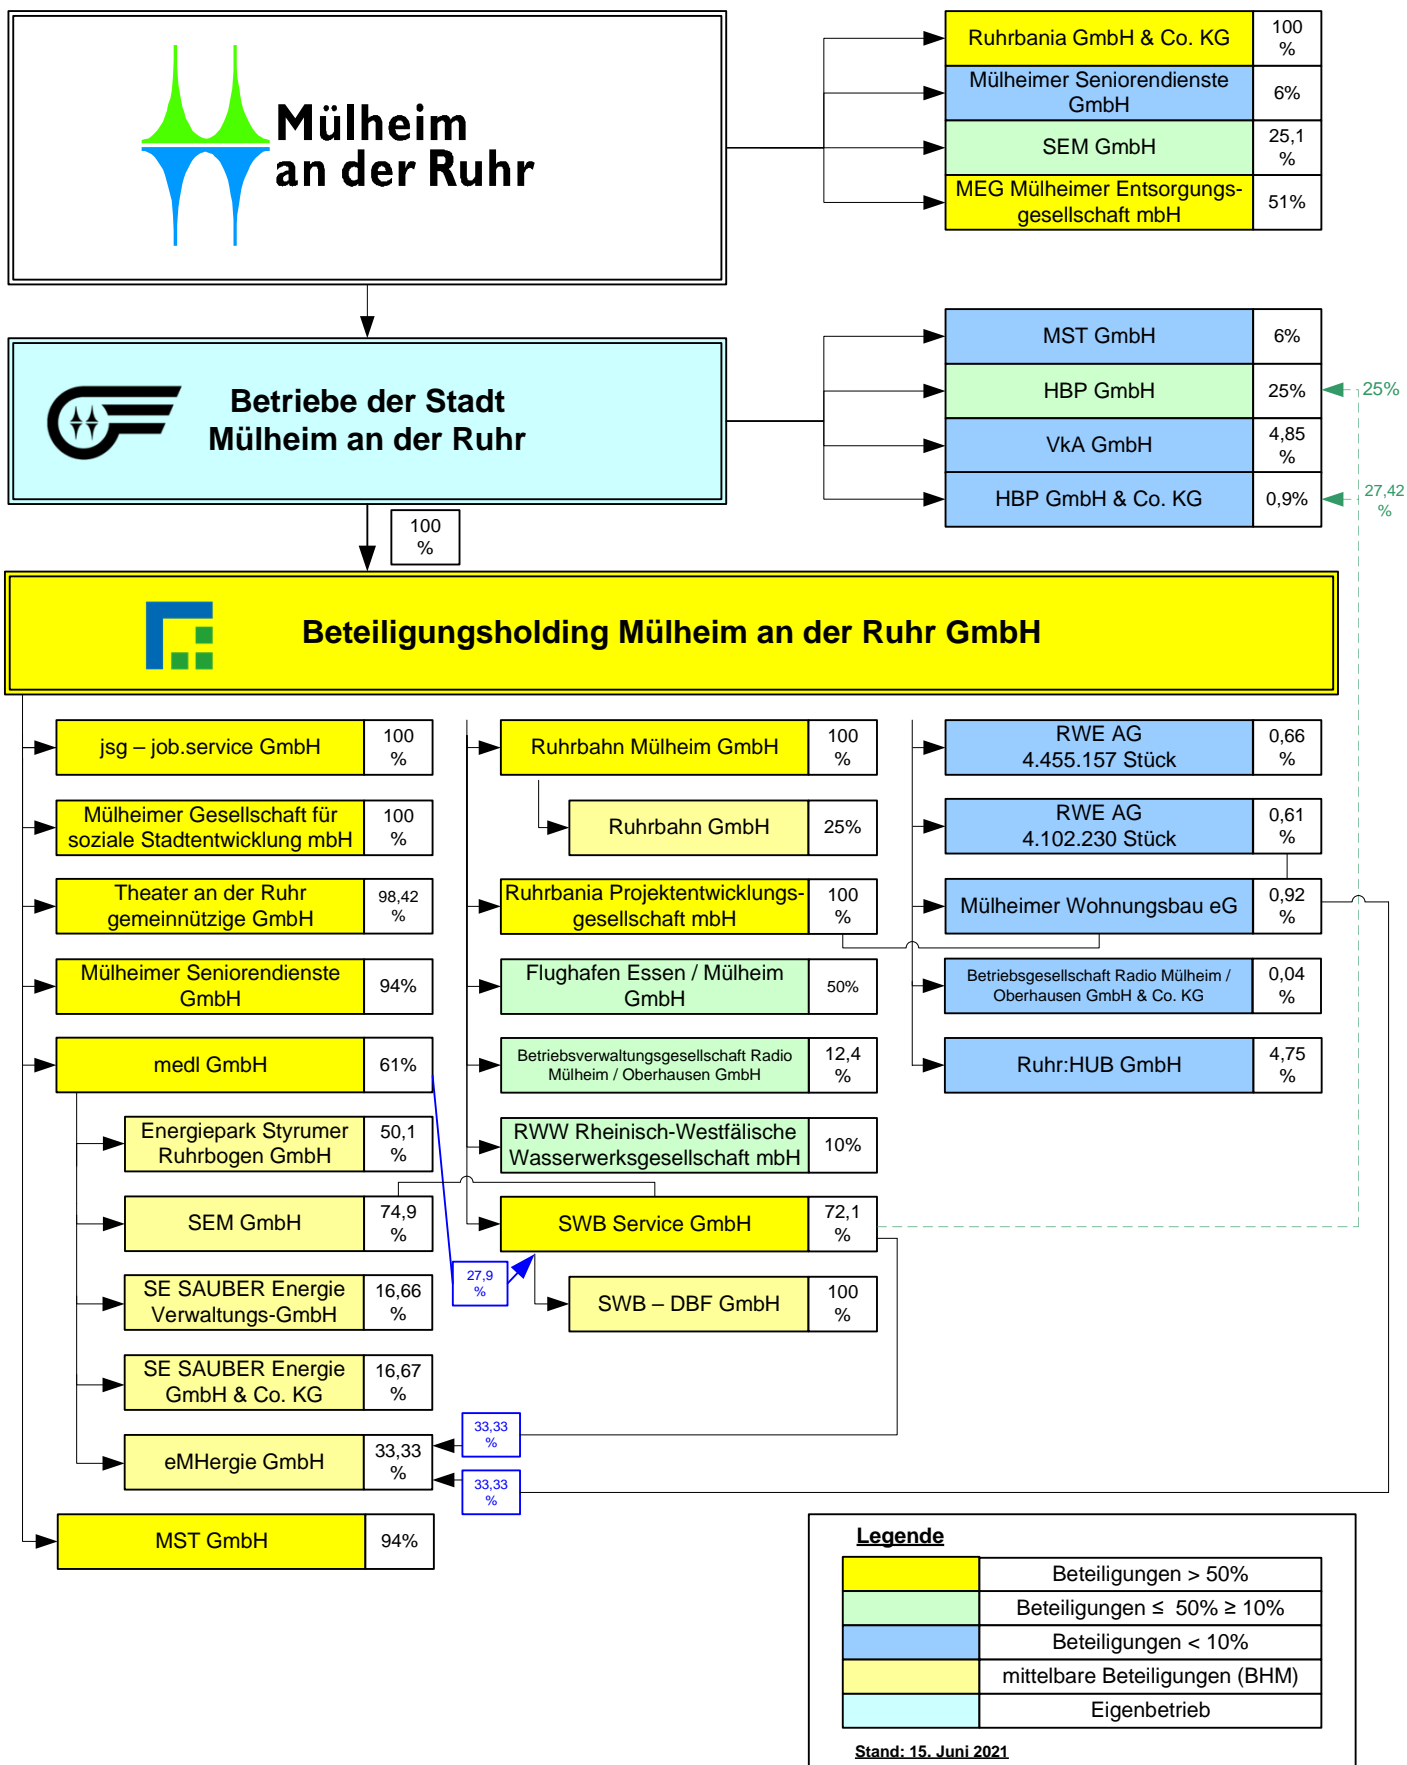 Mülheim
an der Ruhr
Ruhrbania GmbH & Co. KG
100
%
Mülheimer Seniorendienste
GmbH
6%
SEM GmbH
25,1
%
MEG Mülheimer Entsorgungs-
gesellschaft mbH
51%
Betriebe der Stadt
Mülheim an der Ruhr
MST GmbH
6%
HBP GmbH
25%
25%
VkA GmbH
4,85
%
HBP GmbH & Co. KG
0,9%
27,42
%
100
%
Beteiligungsholding Mülheim an der Ruhr GmbH
jsg – job.service GmbH
100
%
Mülheimer Gesellschaft für
soziale Stadtentwicklung mbH
100
%
Theater an der Ruhr
gemeinnützige GmbH
98,42
%
Mülheimer Seniorendienste
GmbH
94%
medl GmbH
61%
Energiepark Styrumer
Ruhrbogen GmbH
50,1
%
SEM GmbH
74,9
%
SE SAUBER Energie
Verwaltungs-GmbH
16,66
%
SE SAUBER Energie
GmbH & Co. KG
16,67
%
eMHergie GmbH
33,33
%
MST GmbH
94%
Ruhrbahn Mülheim GmbH
100
%
Ruhrbahn GmbH
25%
Ruhrbania Projektentwicklungs-
gesellschaft mbH
100
%
Flughafen Essen / Mülheim
GmbH
50%
Betriebsverwaltungsgesellschaft Radio
Mülheim / Oberhausen GmbH
12,4
%
RWW Rheinisch-Westfälische
Wasserwerksgesellschaft mbH
10%
SWB Service GmbH
72,1
%
27,9
%
SWB – DBF GmbH
100
%
33,33
%
33,33
%
RWE AG
4.455.157 Stück
0,66
%
RWE AG
4.102.230 Stück
0,61
%
Mülheimer Wohnungsbau eG
0,92
%
Betriebsgesellschaft Radio Mülheim /
Oberhausen GmbH & Co. KG
0,04
%
Ruhr:HUB GmbH
4,75
%
Legende
Beteiligungen > 50%
Beteiligungen ≤ 50% ≥ 10%
Beteiligungen < 10%
mittelbare Beteiligungen (BHM)
Eigenbetrieb
Stand: 15. Juni 2021